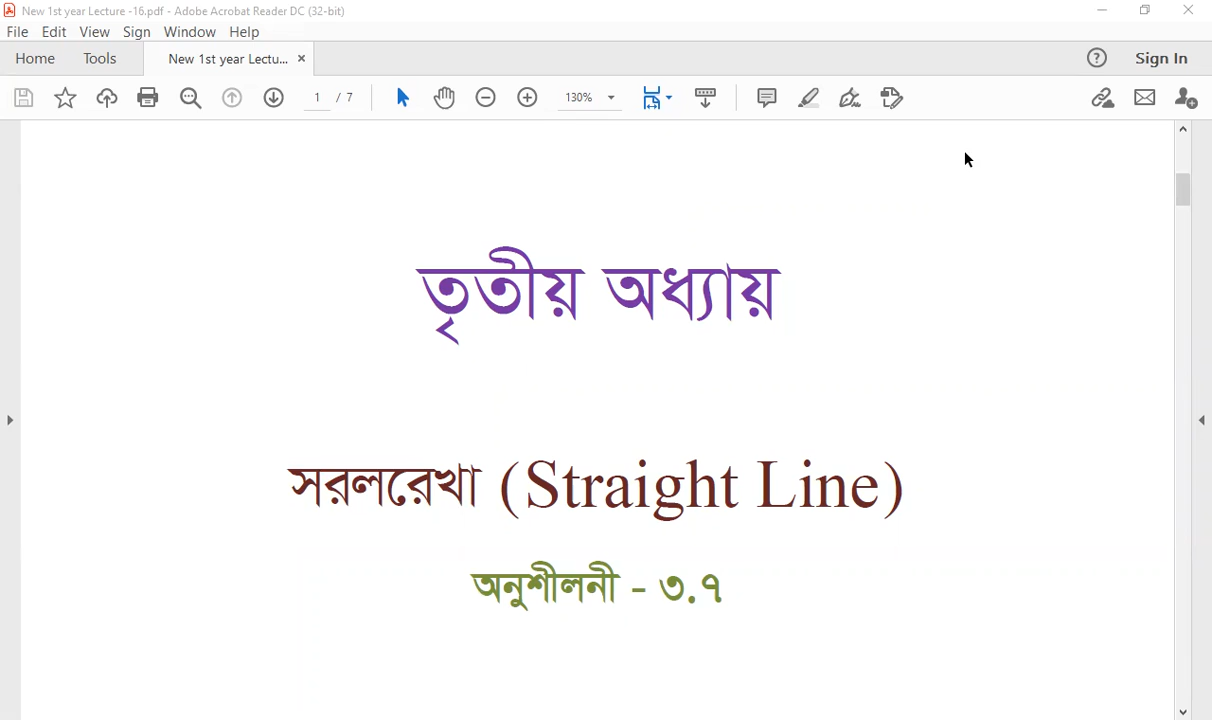 New 1st year Lecture -16.pdf - Adobe Acrobat Reader DC (32-bit)
File Edit View Sign Window Help
Home Tools New 1st year Lectu... × ? Sign In
1 / 7 130%
তৃতীয় অধ্যায়
সরলরেখা (Straight Line)
অনুশীলনী - ৩.৭